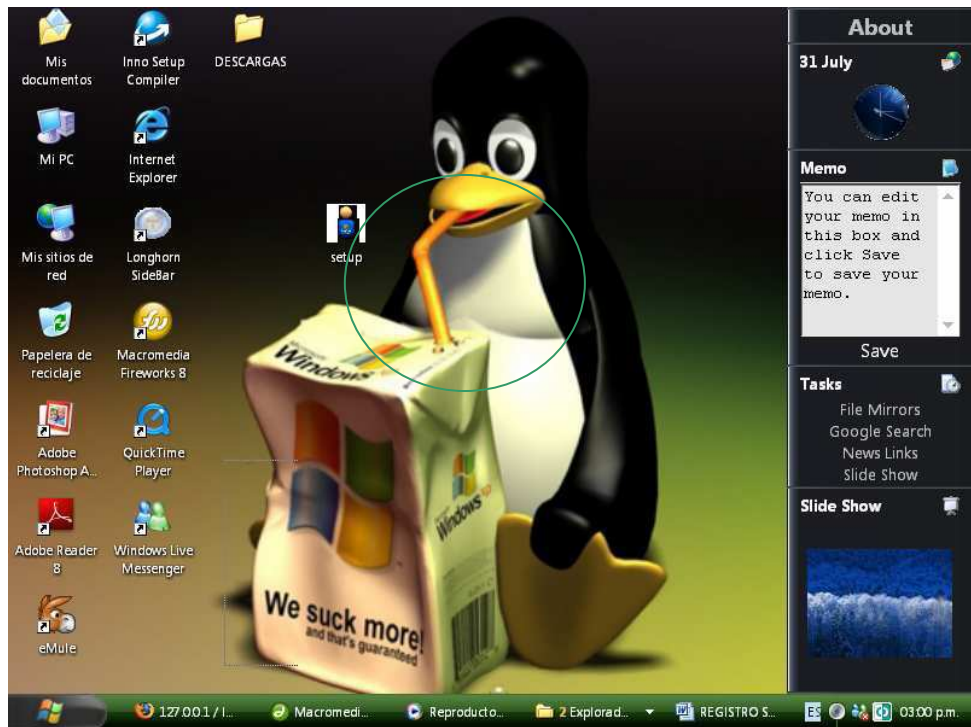 Mis
documentos
Inno Setup
Compiler
DESCARGAS
Mi PC
Internet
Explorer
setup
Mis sitios de
red
Longhorn
SideBar
Papelera de
reciclaje
Macromedia
Fireworks 8
Adobe
Photoshop A...
QuickTime
Player
Adobe Reader
8
Windows Live
Messenger
eMule
Windows
Windows
We suck more!
and that's guaranteed
About
31 July
Memo
You can edit
your memo in
this box and
click Save
to save your
memo.
Save
Tasks
File Mirrors
Google Search
News Links
Slide Show
Slide Show
127.0.0.1 / l...
Macromedi...
Reproducto...
2 Explorad...
REGISTRO S...
ES
03:00 p.m.